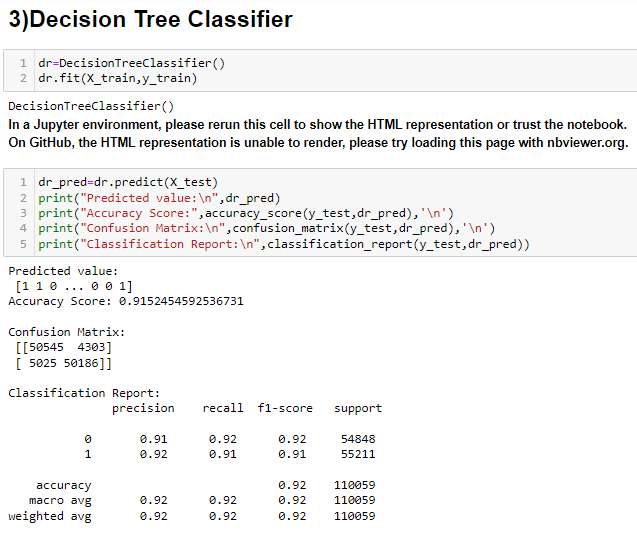 3)Decision Tree Classifier
1 dr=DecisionTreeClassifier()
2 dr.fit(X_train,y_train)
DecisionTreeClassifier()
In a Jupyter environment, please rerun this cell to show the HTML representation or trust the notebook.
On GitHub, the HTML representation is unable to render, please try loading this page with nbviewer.org.
1 dr_pred=dr.predict(X_test)
2 print("Predicted value:\n",dr_pred)
3 print("Accuracy Score:",accuracy_score(y_test,dr_pred),'\n')
4 print("Confusion Matrix:\n",confusion_matrix(y_test,dr_pred),'\n')
5 print("Classification Report:\n",classification_report(y_test,dr_pred))
Predicted value:
[1 1 0 ... 0 0 1]
Accuracy Score: 0.9152454592536731
Confusion Matrix:
[[50545  4303]
[ 5025 50186]]
Classification Report:
precision recall f1-score support
0 0.91 0.92 0.92 54848
1 0.92 0.91 0.91 55211
accuracy 0.92 110059
macro avg 0.92 0.92 0.92 110059
weighted avg 0.92 0.92 0.92 110059